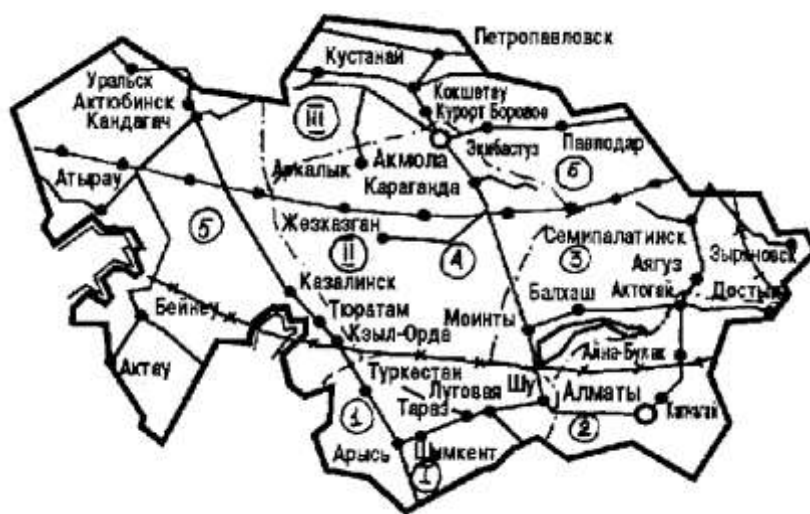 Петропавловск
Кустанай
Уральск
Актюбинск
Кандагач
Кокшетау
Курорт Боровое
III
Экибастуз
Павлодар
Аркалык
Акмола
Атырау
Караганда
Б
5
Жезказган
II
4
Семипалатинск
3
Зыряновск
Аягуз
Казалинск
Балхаш
Актогай
Достык
Бейнеу
Тюратам
Моинты
Кзыл-Орда
Актау
Туркестан
Луговая
Шу
Алматы
1
Тараз
2
Арысь
Шымкент
I